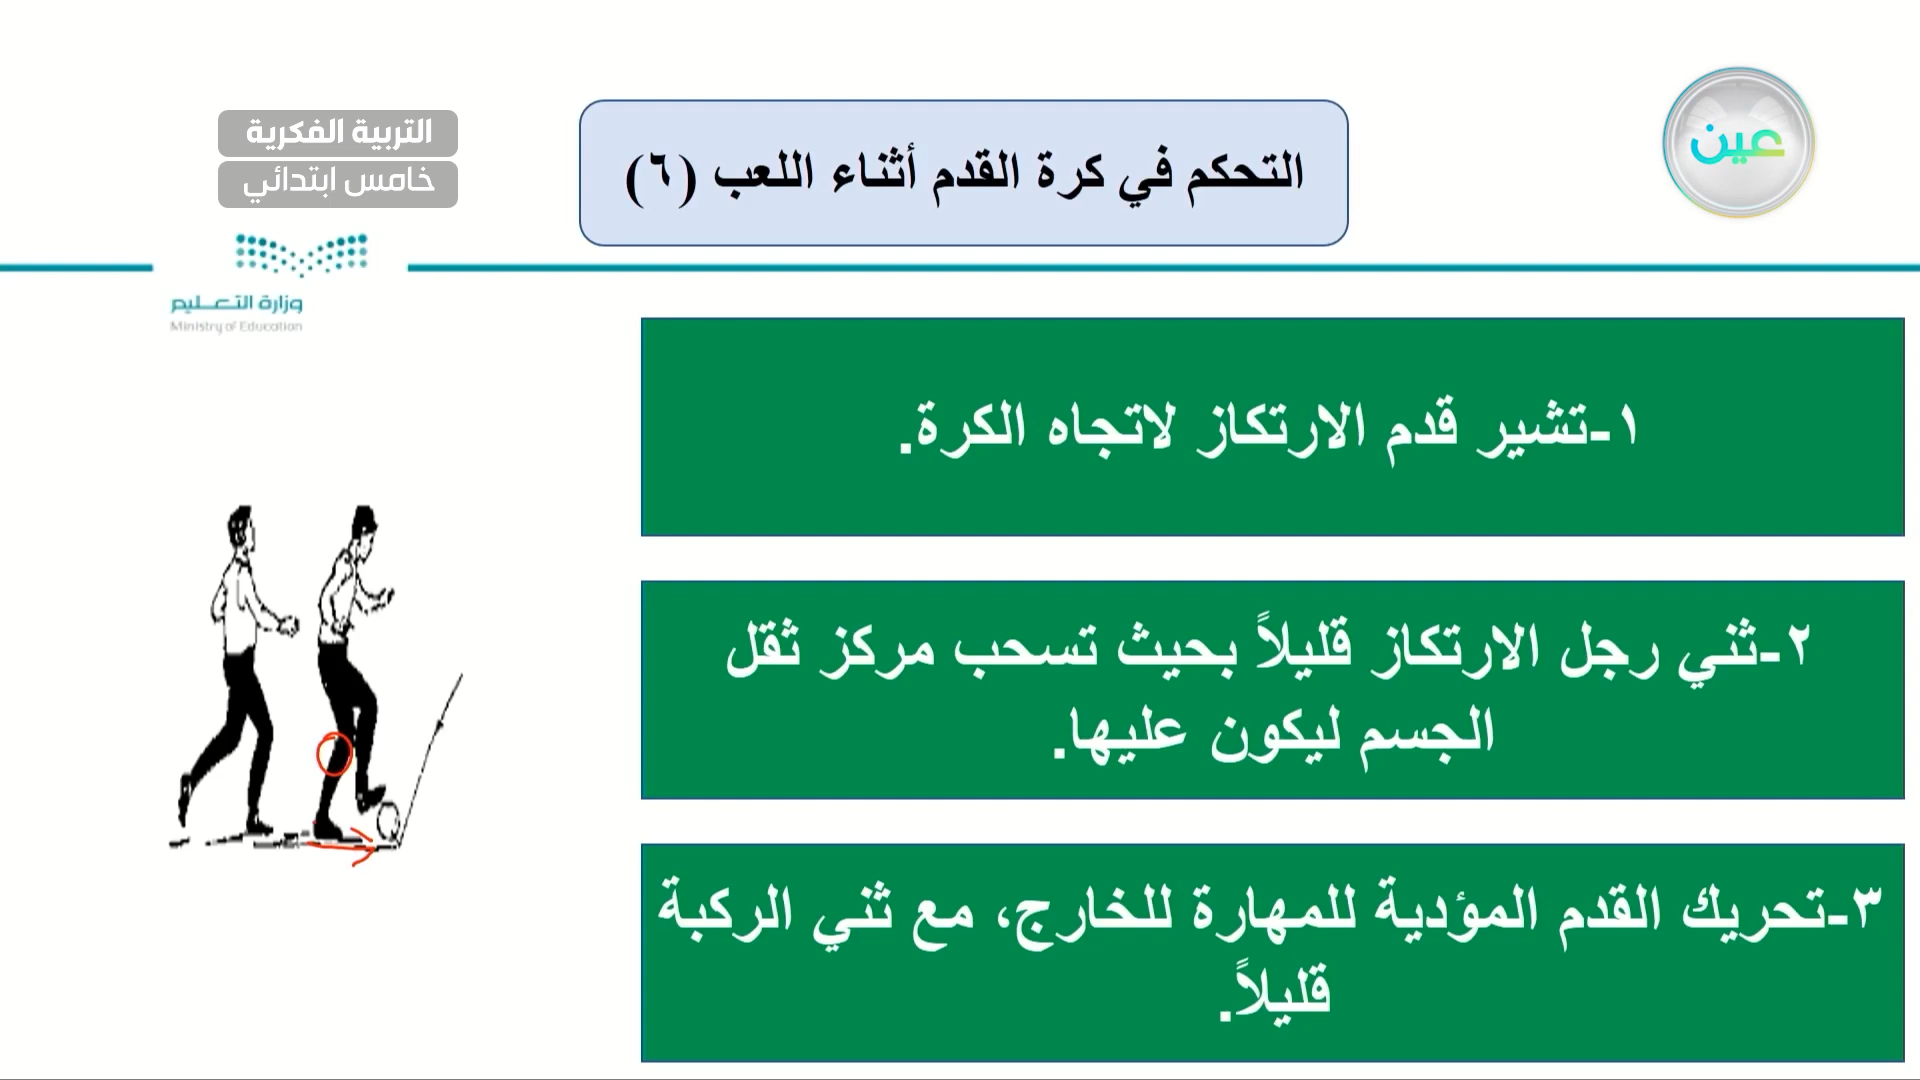 التربية الفكرية
خامس ابتدائي
التحكم في كرة القدم أثناء اللعب (٦)
عين
وزارة التعليم
Ministry of Education
١-تشير قدم الارتكاز لاتجاه الكرة.
٢-ثني رجل الارتكاز قليلاً بحيث تسحب مركز ثقل
الجسم ليكون عليها.
٣-تحريك القدم المؤدية للمهارة للخارج، مع ثني الركبة
قليلاً.